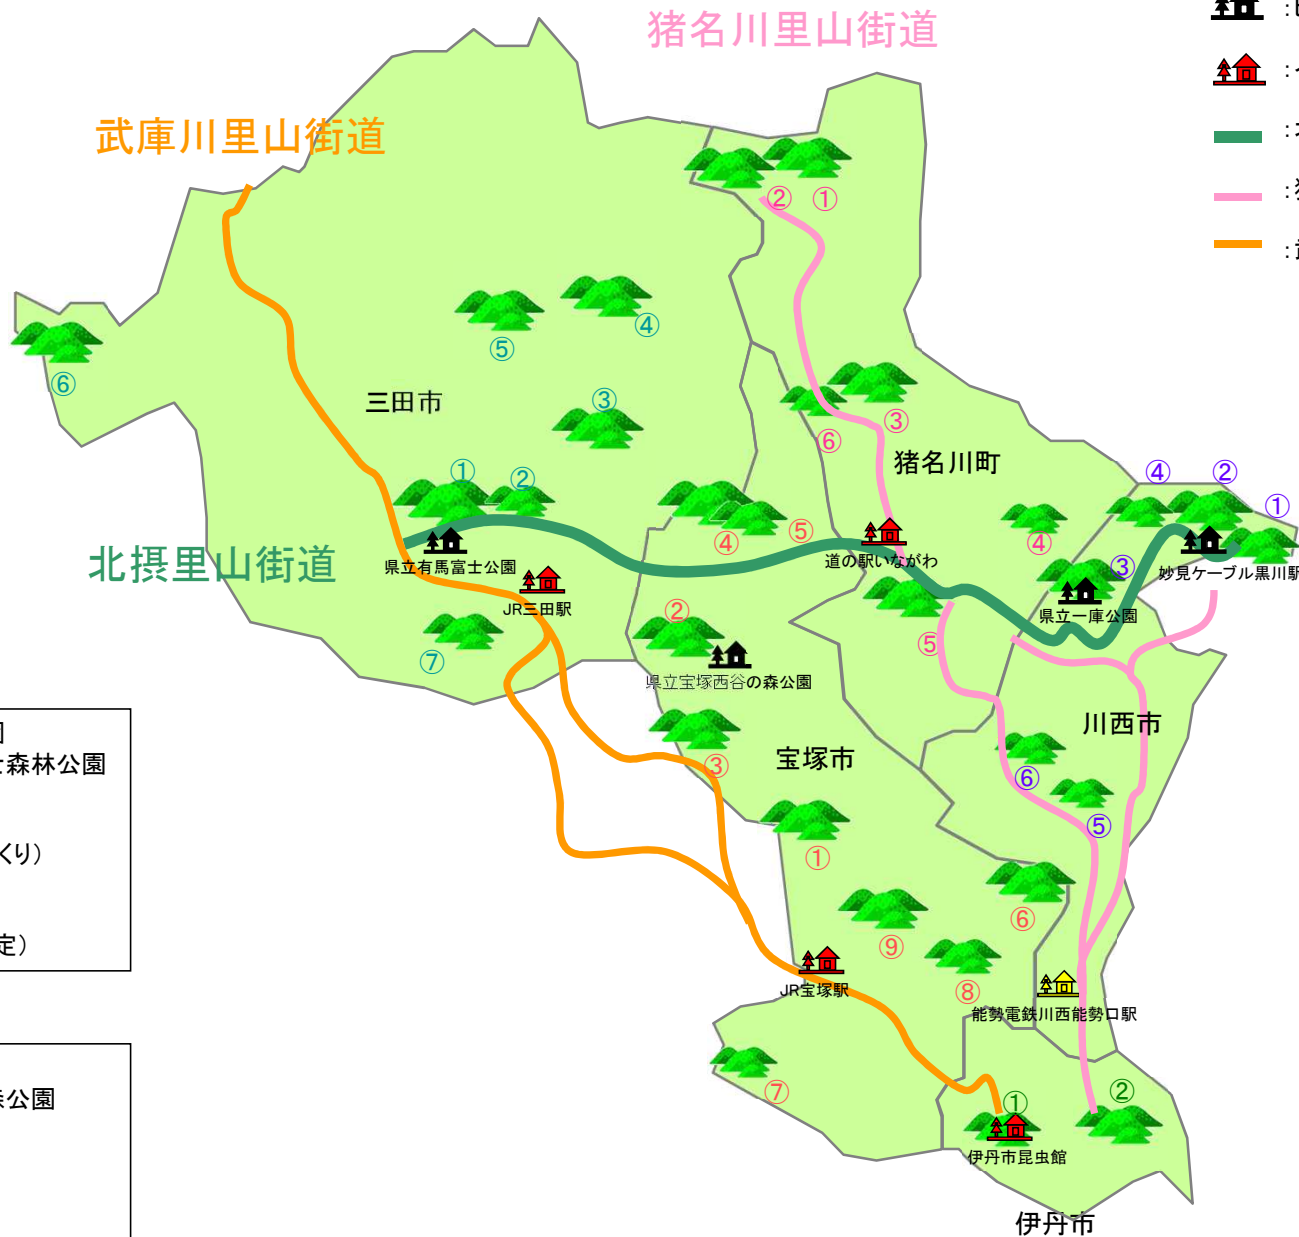 猪名川里山街道
武庫川里山街道
②
①
④
⑤
⑥
三田市
③
③
⑥
猪名川町
①
②
④
②
①
④
⑤
④
北摂里山街道
県立有馬富士公園
道の駅いながわ
③
妙見ケーブル黒川駅
JR三田駅
県立一庫公園
②
⑦
⑤
県立宝塚西谷の森公園
森林公園
川西市
宝塚市
③
⑥
⑤
くり）
①
⑥
⑨
定）
⑧
JR宝塚駅
能勢電鉄川西能勢口駅
⑦
公園
①
②
伊丹市昆虫館
伊丹市